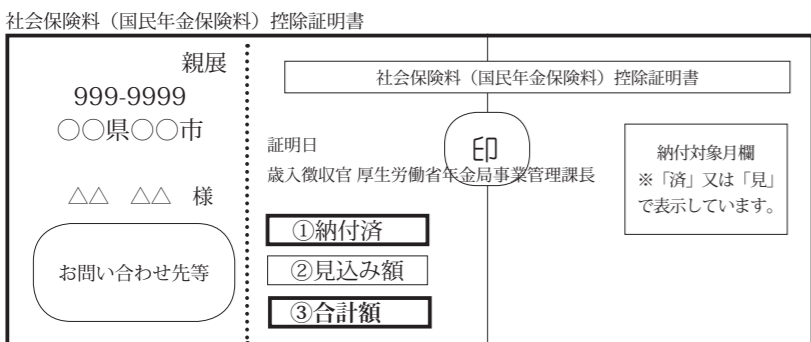 社会保険料（国民年金保険料）控除証明書
親展
999-9999
○○県○○市
△△　△△　様
お問い合わせ先等
社会保険料（国民年金保険料）控除証明書
証明日
印
歳入徴収官 厚生労働省年金局事業管理課長
①納付済
②見込み額
③合計額
納付対象月欄
※「済」又は「見」
で表示しています。